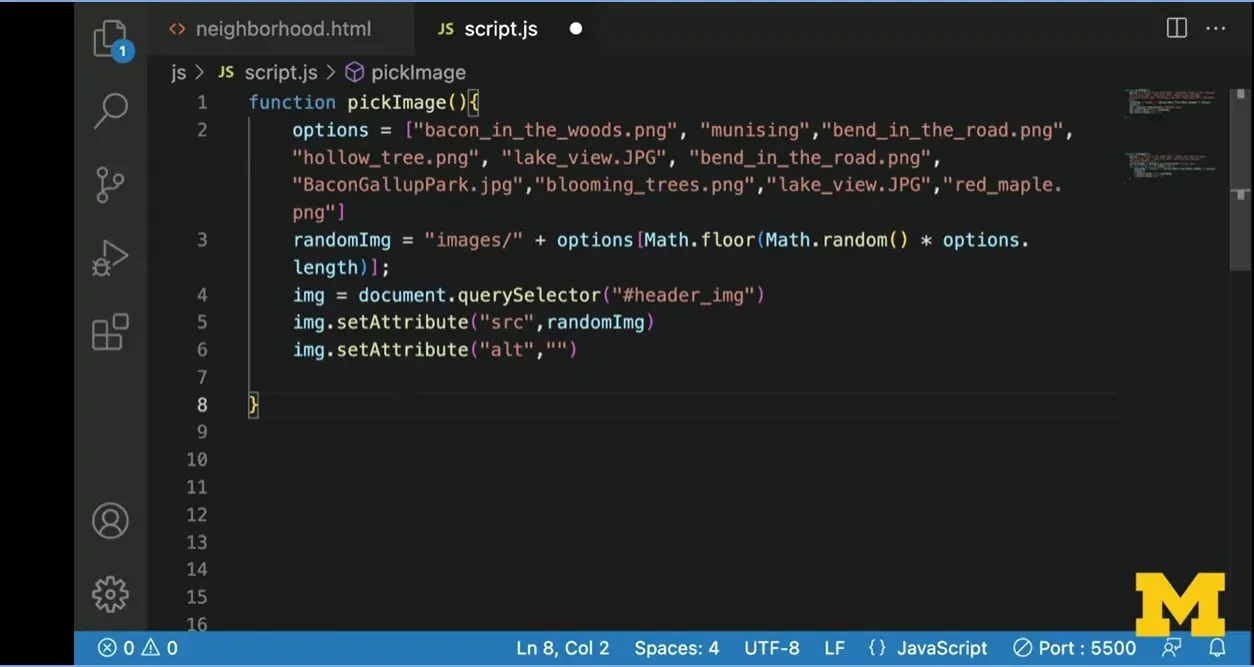 neighborhood.html
JS script.js
js > JS script.js > pickImage
1 function pickImage(){
2 options = ["bacon_in_the_woods.png", "munising","bend_in_the_road.png",
"hollow_tree.png", "lake_view.JPG", "bend_in_the_road.png",
"BaconGallupPark.jpg","blooming_trees.png","lake_view.JPG","red_maple.
png"]
3 randomImg = "images/" + options[Math.floor(Math.random() * options.
length)];
4 img = document.querySelector("#header_img")
5 img.setAttribute("src",randomImg)
6 img.setAttribute("alt","")
7
8 }
9
10
11
12
13
14
15
16
1
M
0 0 Ln 8, Col 2 Spaces: 4 UTF-8 LF {} JavaScript Port : 5500